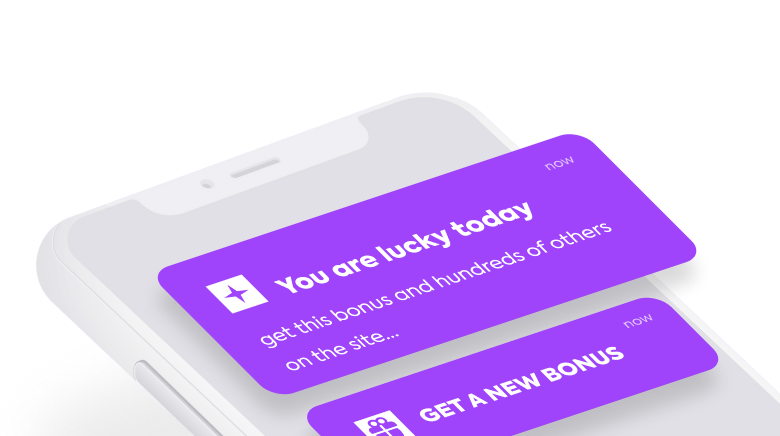 now
You are lucky today
get this bonus and hundreds of others
on the site...
now
GET A NEW BONUS